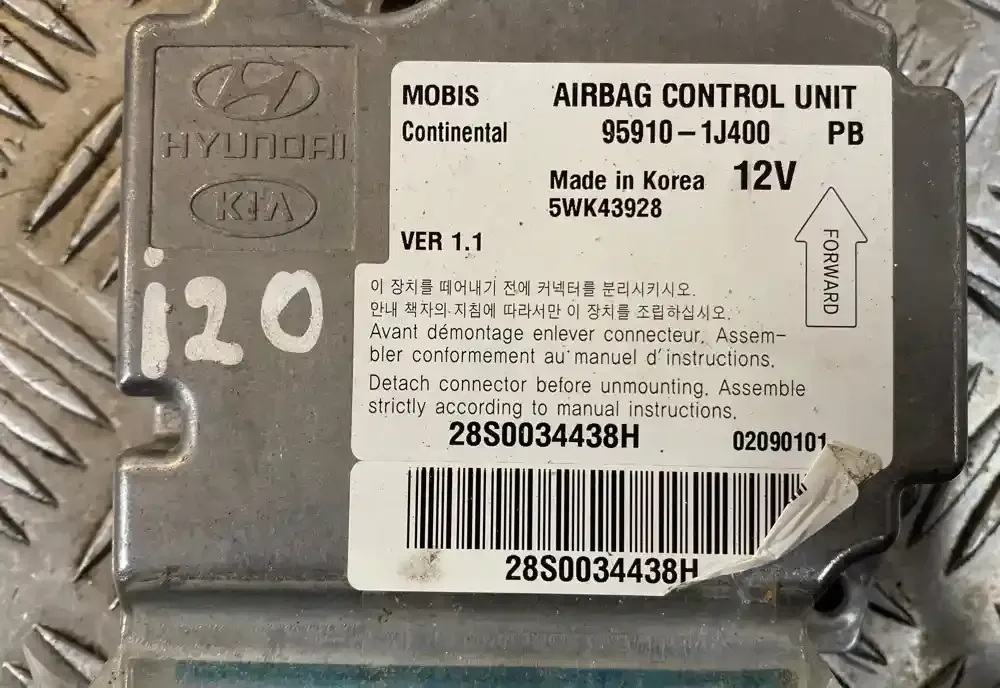 HYUNDAI
KIA
i20
MOBIS AIRBAG CONTROL UNIT
Continental 95910-1J400 PB
Made in Korea 12V
5WK43928
VER 1.1
FORWARD
이 장치를 떼어내기 전에 커넥터를 분리시키시오.
안내 책자의 지침에 따라서만 이 장치를 조립하십시오.
Avant démontage enlever connecteur. Assem-
bler conformement au manuel d'instructions.
Detach connector before unmounting. Assemble
strictly according to manual instructions.
28S0034438H 02090101
28S0034438H